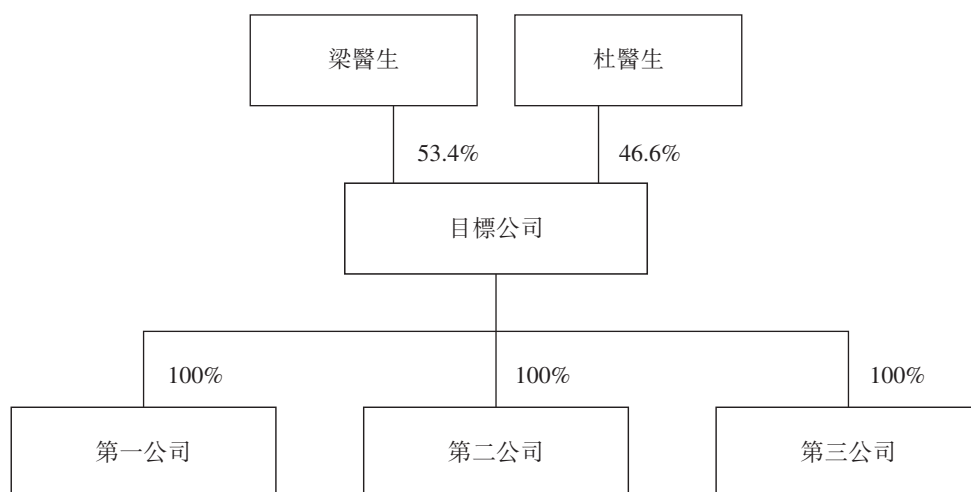 梁醫生
杜醫生
53.4%
46.6%
目標公司
100%
100%
100%
第一公司
第二公司
第三公司